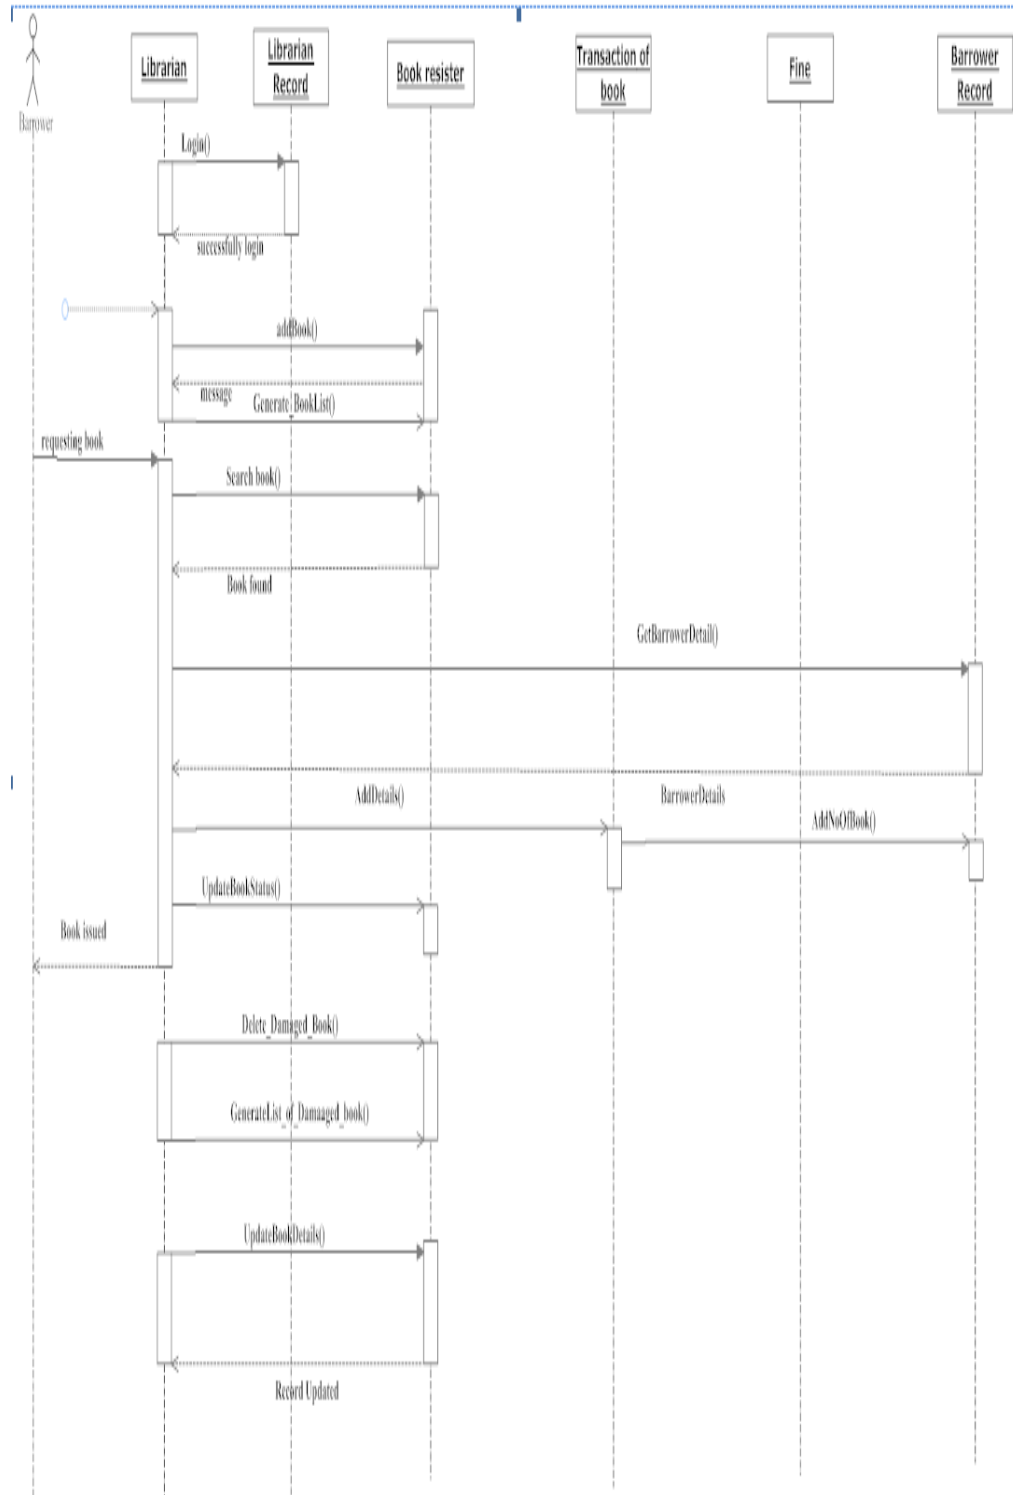 Barrower
Librarian
Librarian
Record
Book resister
Transaction of
book
Fine
Barrower
Record
Login()
successfully login
addBook()
message
Generate_BookList()
requesting book
Search book()
Book found
GetBarrowerDetail()
BarrowerDetails
AddDetails()
AddNoOfBook()
UpdateBookStatus()
Book issued
Delete_Damaged_Book()
GenerateList_of_Damaaged_book()
UpdateBookDetails()
Record Updated